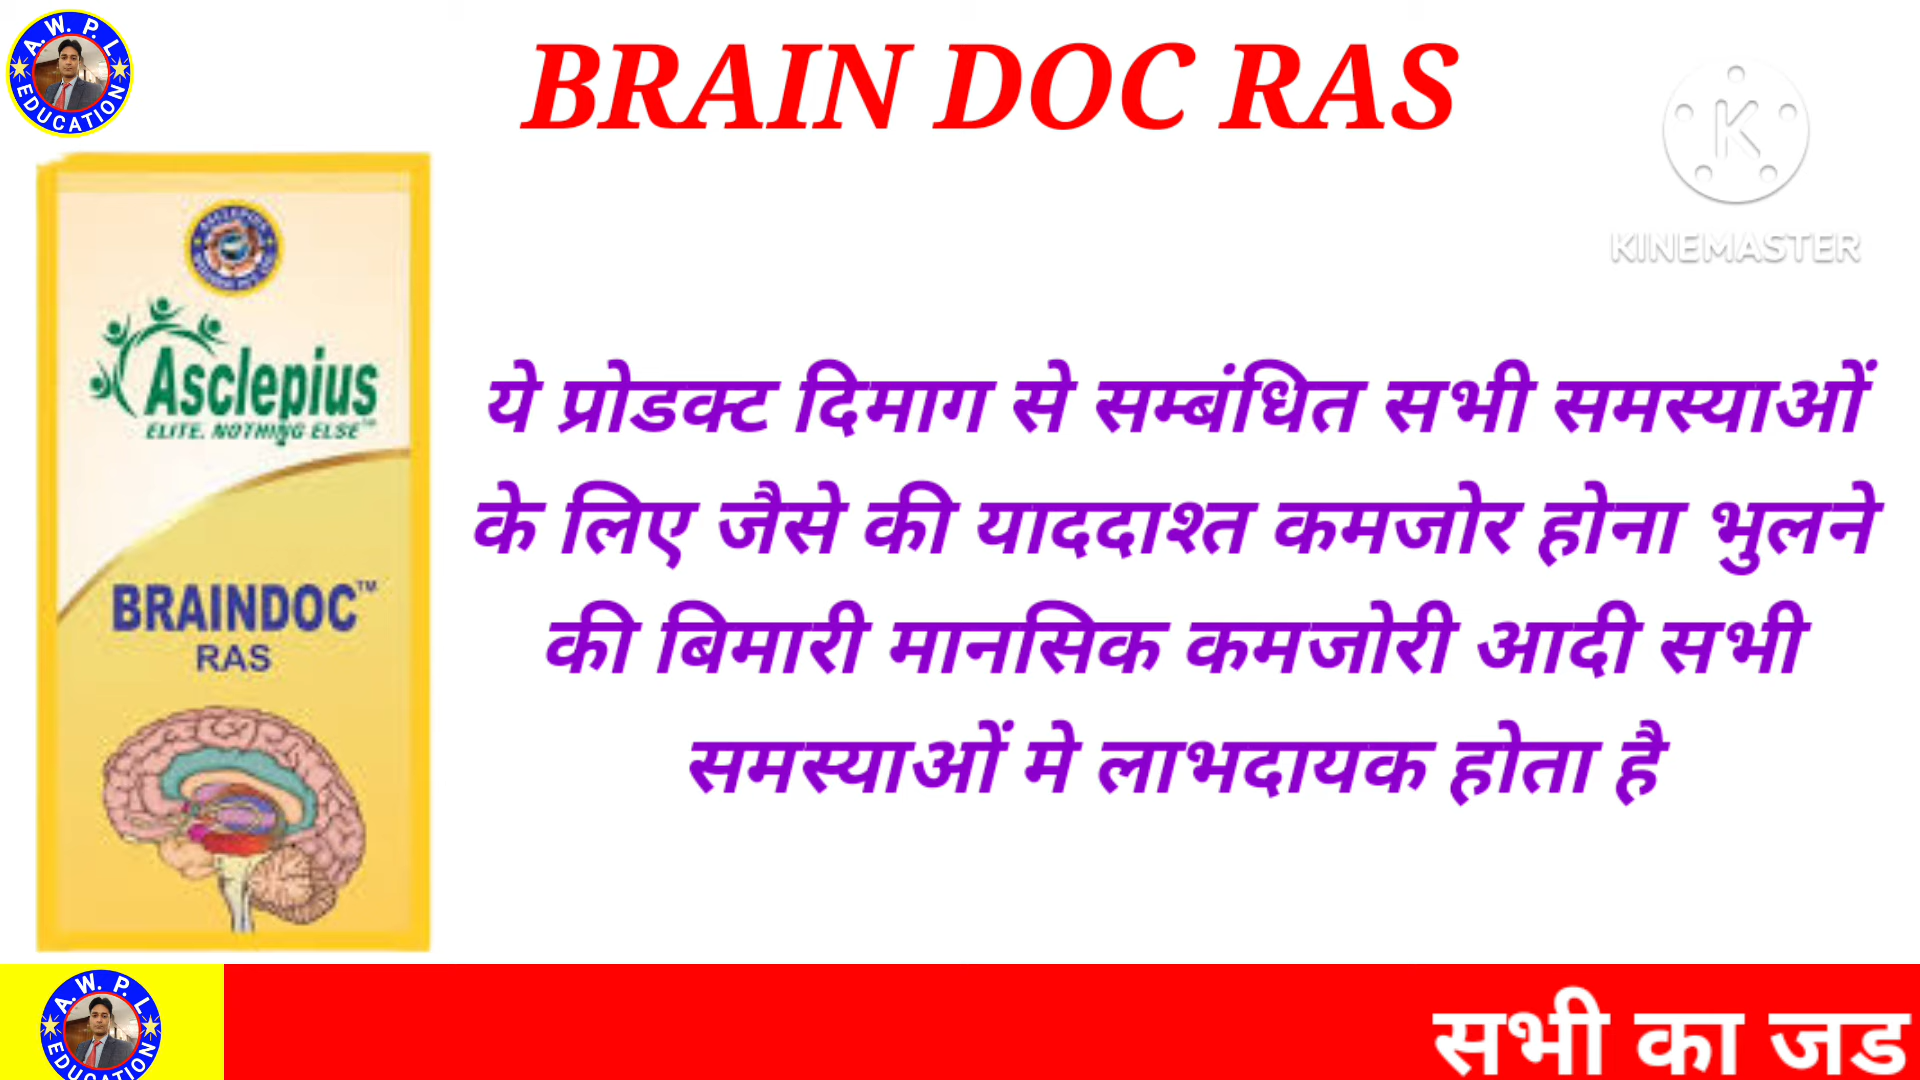 A.W.P.L
EDUCATION
BRAIN DOC RAS
KINEMASTER
Asclepius
ELITE. NOTHING ELSE™
BRAINDOC™
RAS
ये प्रोडक्ट दिमाग से सम्बंधित सभी समस्याओं
के लिए जैसे की याददाश्त कमजोर होना भुलने
की बिमारी मानसिक कमजोरी आदी सभी
समस्याओं मे लाभदायक होता है
A.W.P.L
EDUCATION
सभी का जड